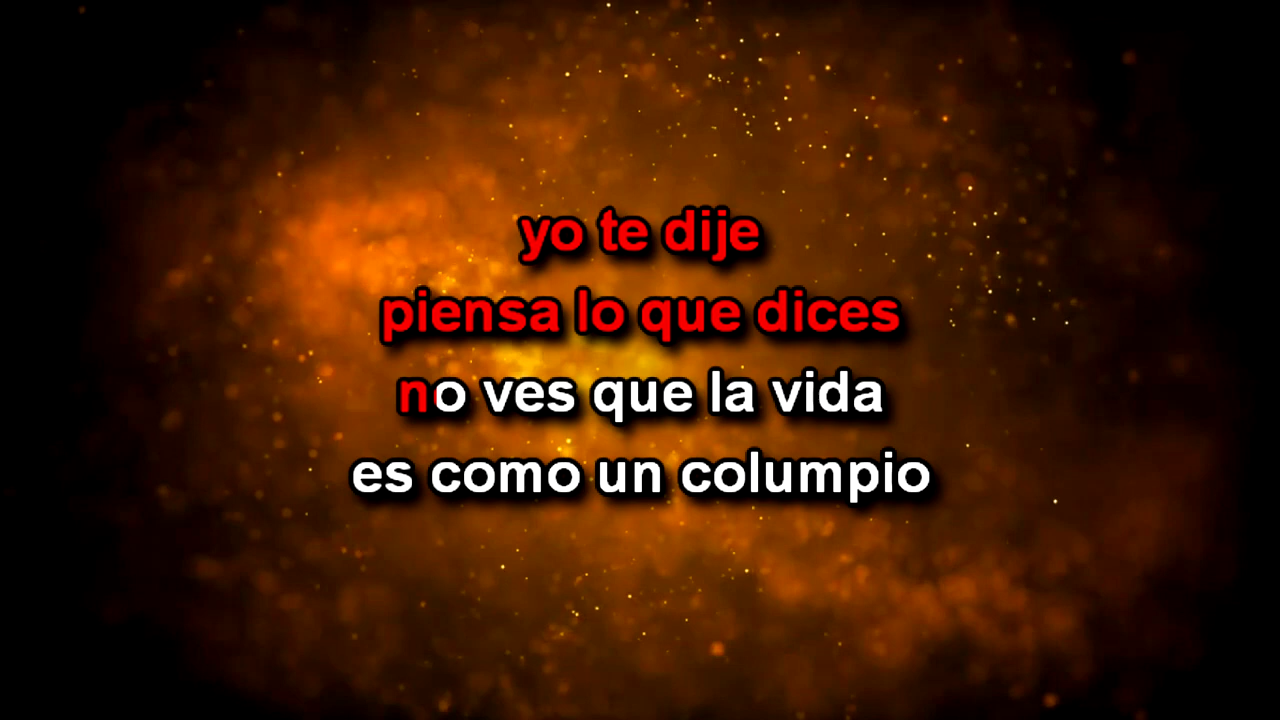 yo te dije
piensa lo que dices
no ves que la vida
es como un columpio